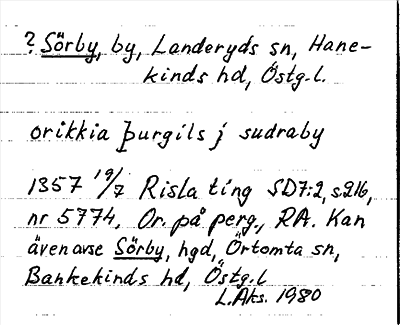 ? Sörby, by, Landeryds sn, Hane-
kinds hd, Östg.l.
orikkia þurgils j sudraby
1357 19/7 Risla ting SD7:2, s216,
nr 5774. Or. på perg., RA. Kan
även avse Sörby, hgd, Örtomta sn,
Bankekinds hd, Östg.l
L.Åks. 1980